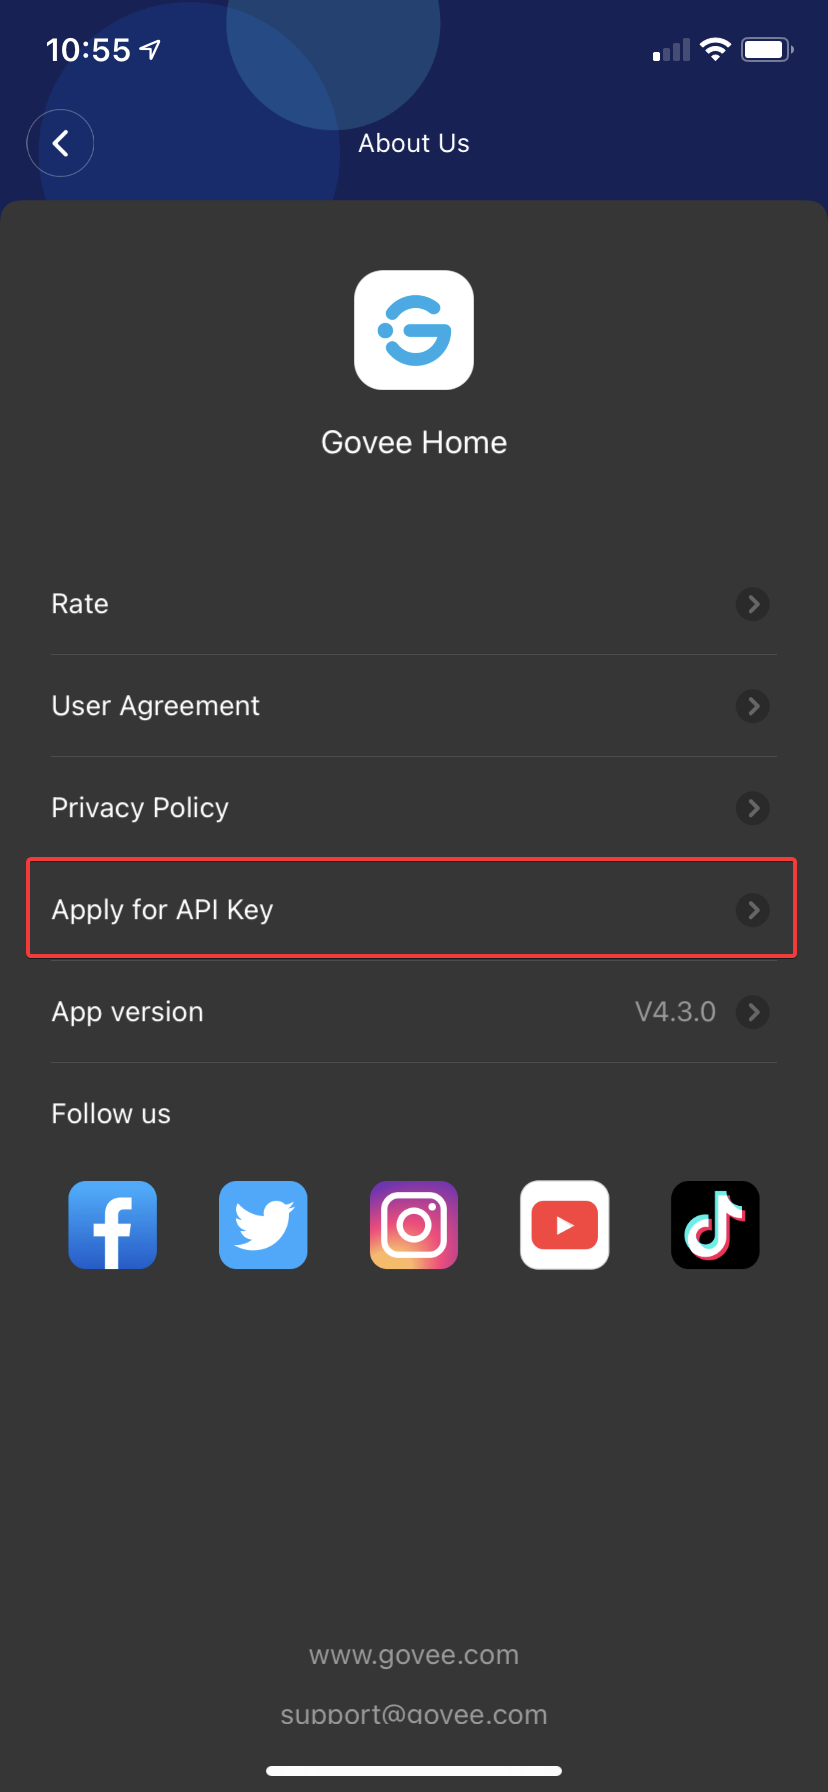 10:55
About Us
Govee Home
Rate
User Agreement
Privacy Policy
Apply for API Key
App version V4.3.0
Follow us
www.govee.com
support@govee.com